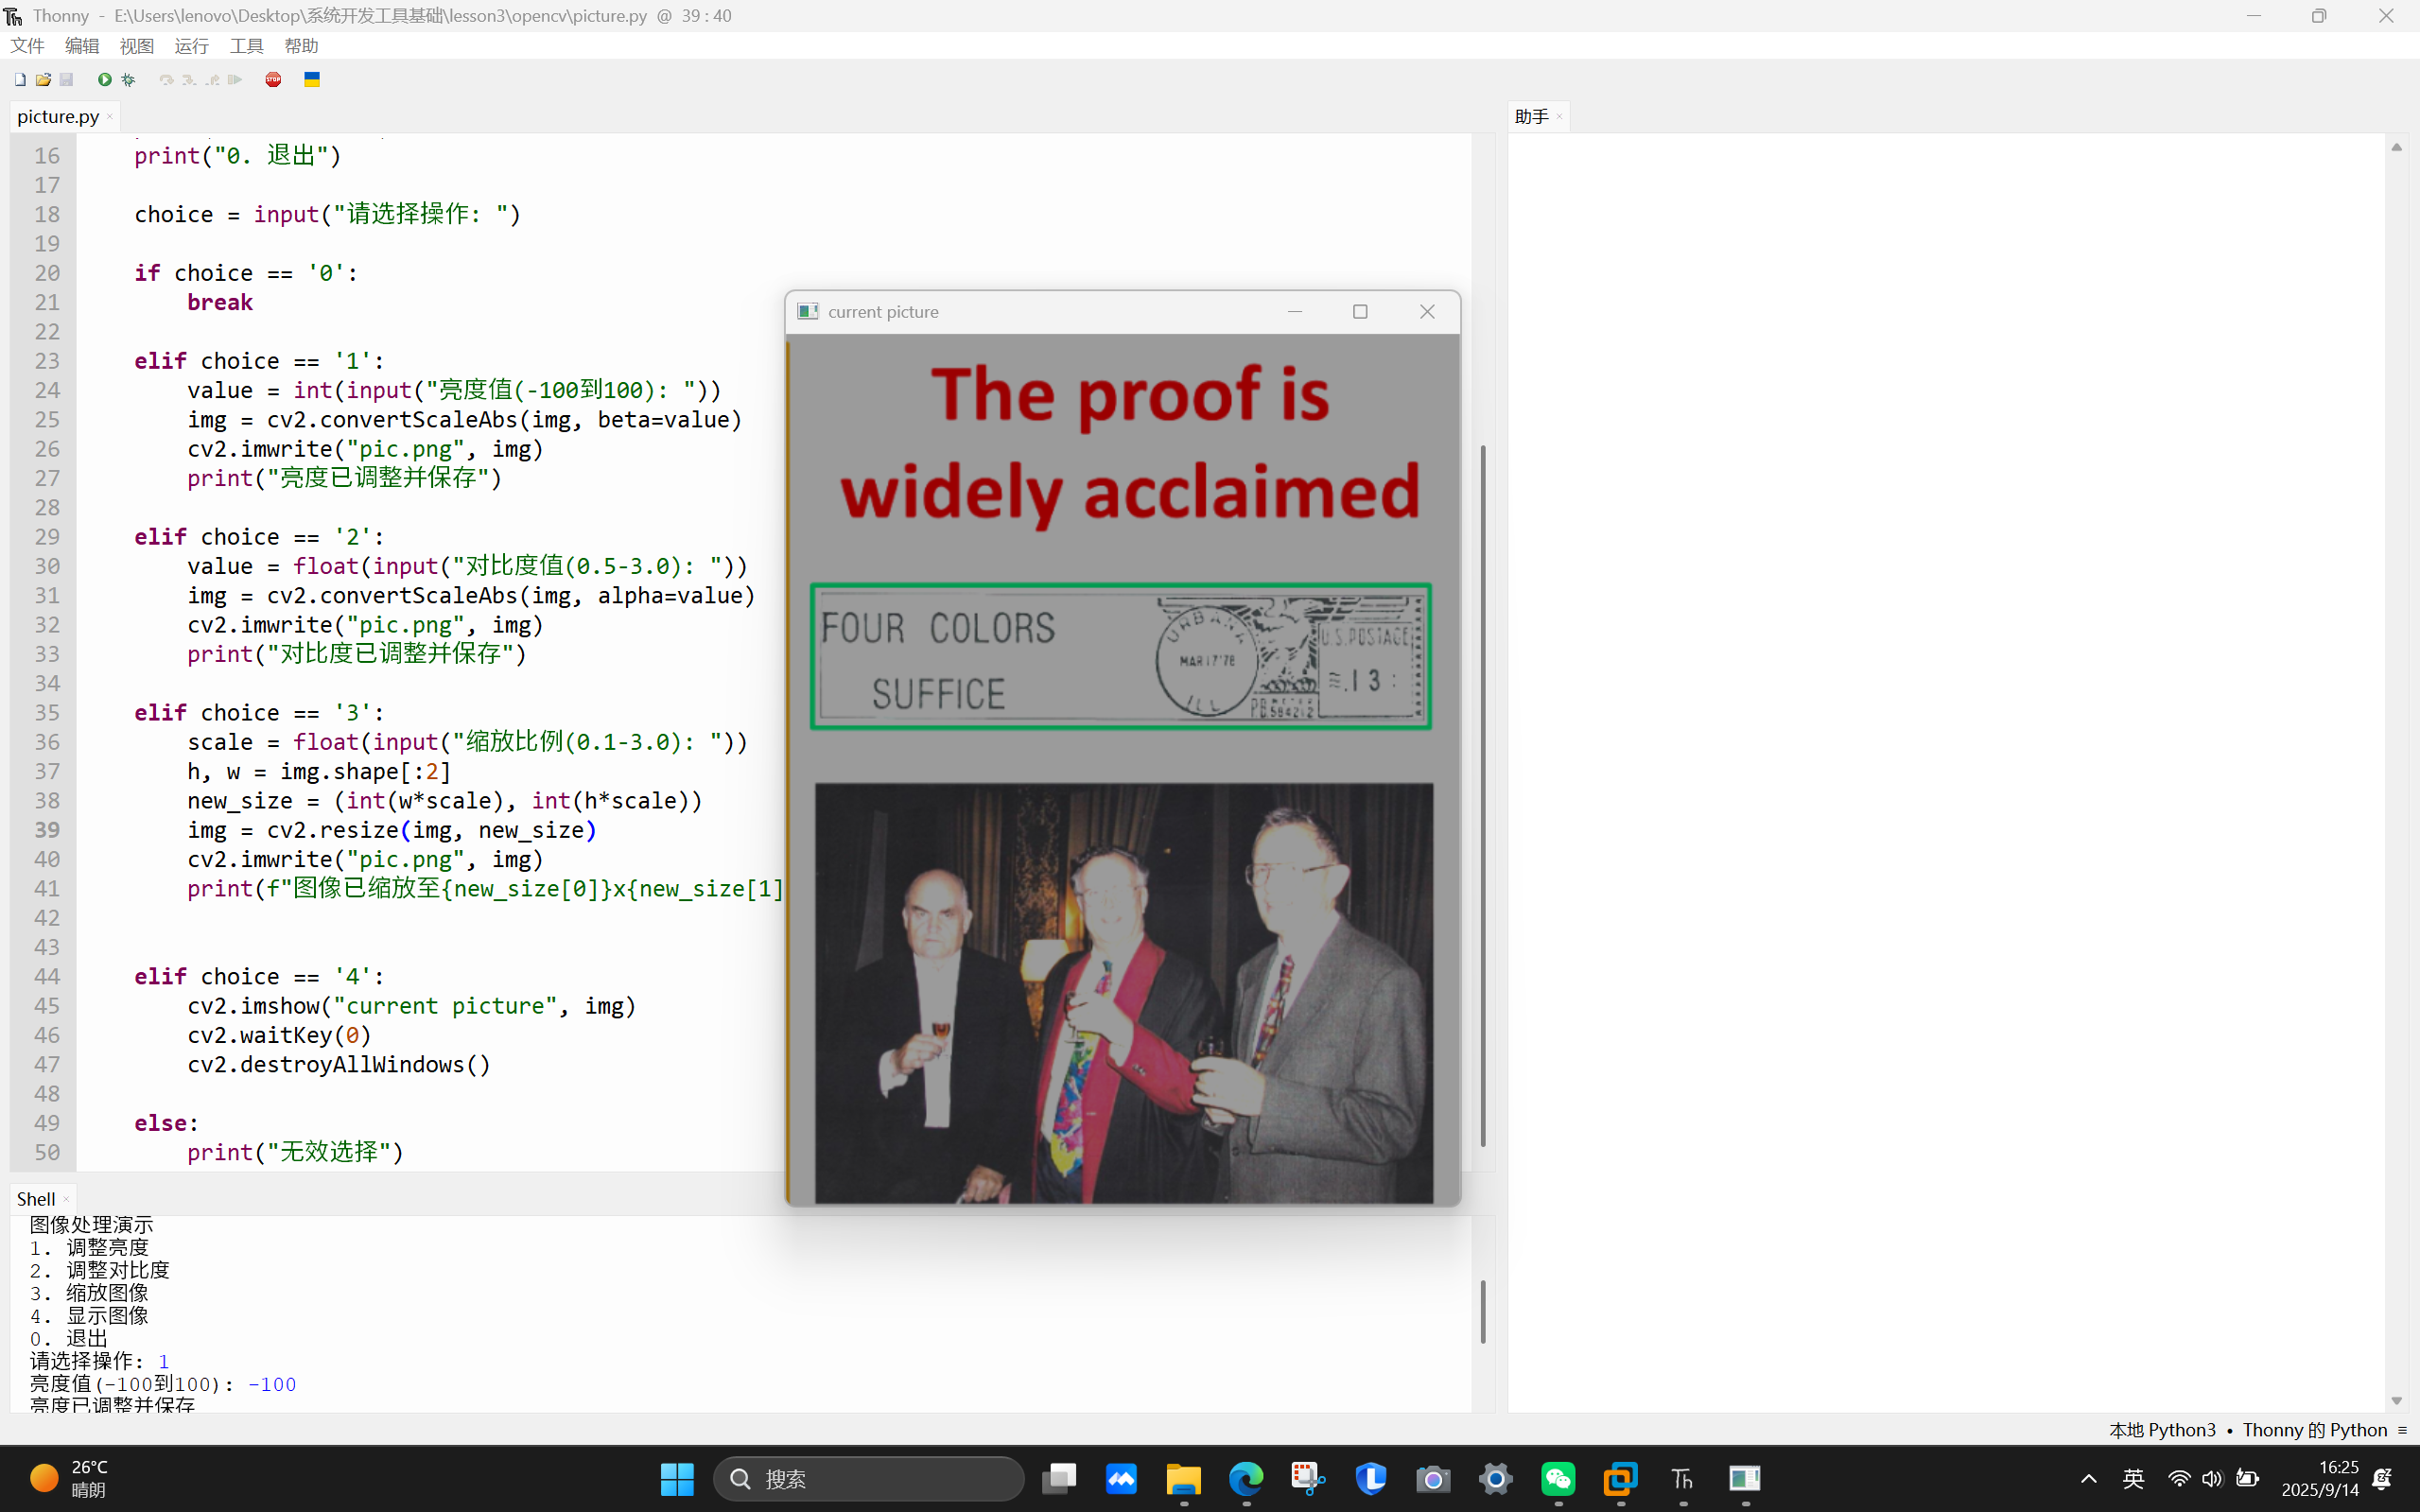 Thonny - E:\Users\lenovo\Desktop\系统开发工具基础\lesson3\opencv\picture.py @ 39 : 40
文件 编辑 视图 运行 工具 帮助
STOP
picture.py ×
16 print("0. 退出")
17
18 choice = input("请选择操作: ")
19
20 if choice == '0':
21 break
22
23 elif choice == '1':
24 value = int(input("亮度值(-100到100): "))
25 img = cv2.convertScaleAbs(img, beta=value)
26 cv2.imwrite("pic.png", img)
27 print("亮度已调整并保存")
28
29 elif choice == '2':
30 value = float(input("对比度值(0.5-3.0): "))
31 img = cv2.convertScaleAbs(img, alpha=value)
32 cv2.imwrite("pic.png", img)
33 print("对比度已调整并保存")
34
35 elif choice == '3':
36 scale = float(input("缩放比例(0.1-3.0): "))
37 h, w = img.shape[:2]
38 new_size = (int(w*scale), int(h*scale))
39 img = cv2.resize(img, new_size)
40 cv2.imwrite("pic.png", img)
41 print(f"图像已缩放至{new_size[0]}x{new_size[1]
42
43
44 elif choice == '4':
45 cv2.imshow("current picture", img)
46 cv2.waitKey(0)
47 cv2.destroyAllWindows()
48
49 else:
50 print("无效选择")
current picture
The proof is
widely acclaimed
FOUR COLORS
SUFFICE
URBANA
MAR17'78
ILL
U.S.POSTAGE
.13
助手 ×
Shell ×
图像处理演示
1. 调整亮度
2. 调整对比度
3. 缩放图像
4. 显示图像
0. 退出
请选择操作: 1
亮度值(-100到100): -100
亮度已调整并保存
本地 Python3 • Thonny 的 Python ≡
26°C
晴朗
搜索
Th
英
16:25
2025/9/14